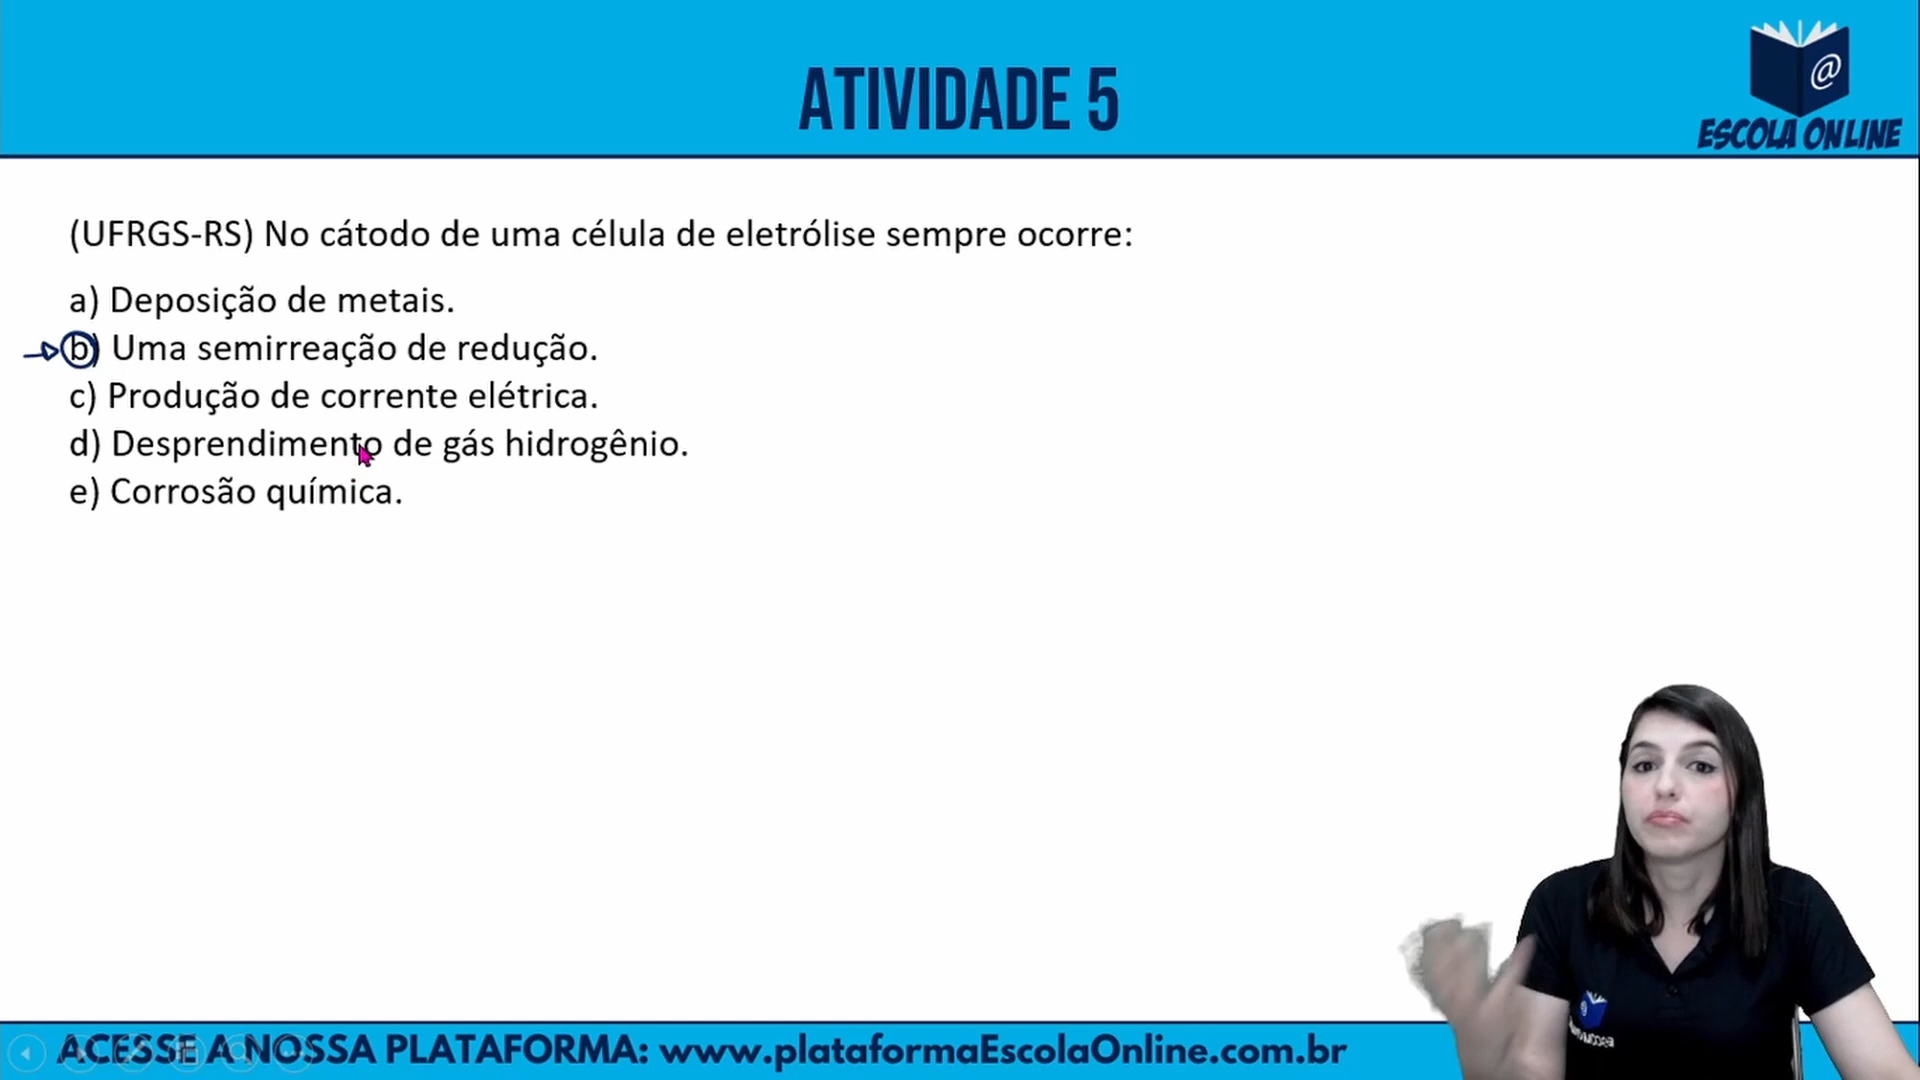 ATIVIDADE 5
@
ESCOLA ONLINE
(UFRGS-RS) No cátodo de uma célula de eletrólise sempre ocorre:
a) Deposição de metais.
b) Uma semirreação de redução.
c) Produção de corrente elétrica.
d) Desprendimento de gás hidrogênio.
e) Corrosão química.
ACESSE A NOSSA PLATAFORMA: www.plataformaEscolaOnline.com.br